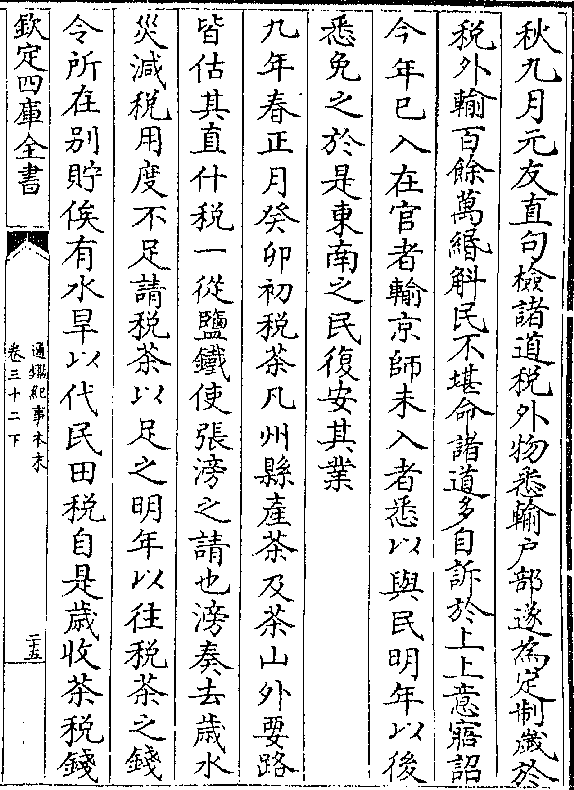 秋九月元友直句檢諸道税外物悉輸户部遂為定制歲於
税外輸百餘萬緡斛民不堪命諸道多自訴於上上意寤詔
今年已入在官者輸京師未入者悉以與民明年以後
悉免之於是東南之民復安其業
九年春正月癸卯初税茶凡州縣產茶及茶山外要路
皆估其直什税一從鹽鐵使張滂之請也滂奏去歲水
災減税用度不足請税茶以足之明年以往税茶之錢
令所在别貯俟有水旱以代民田税自是歲收茶税錢
欽定四庫全書
通鑑紀事本末
卷三十二下
二十五